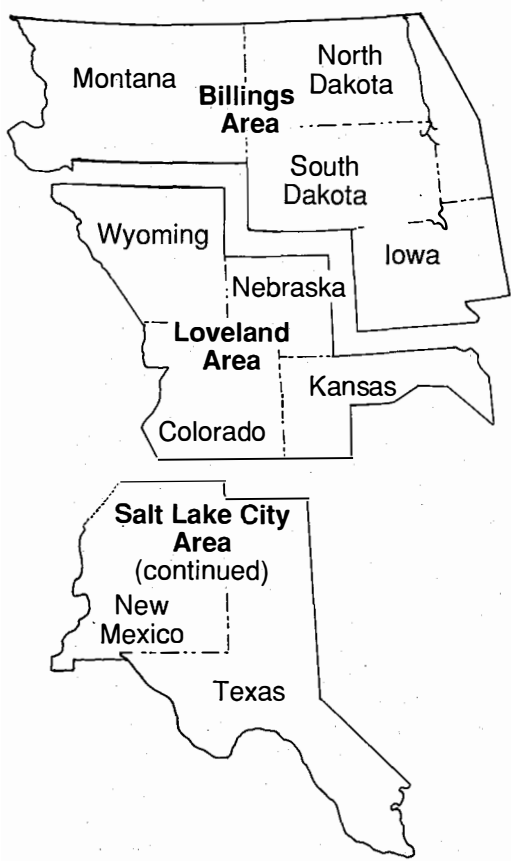 Montana
North
Dakota
Billings
Area
South
Dakota
Iowa
Wyoming
Nebraska
Loveland
Area
Kansas
Colorado
Salt Lake City
Area
(continued)
New
Mexico
Texas